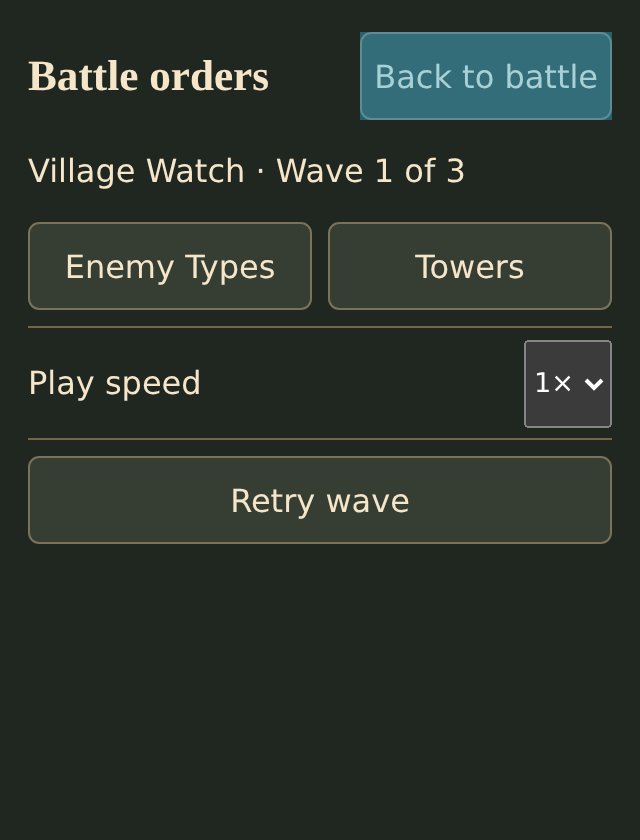 Battle orders
Back to battle
Village Watch · Wave 1 of 3
Enemy Types
Towers
Play speed
1×
Retry wave